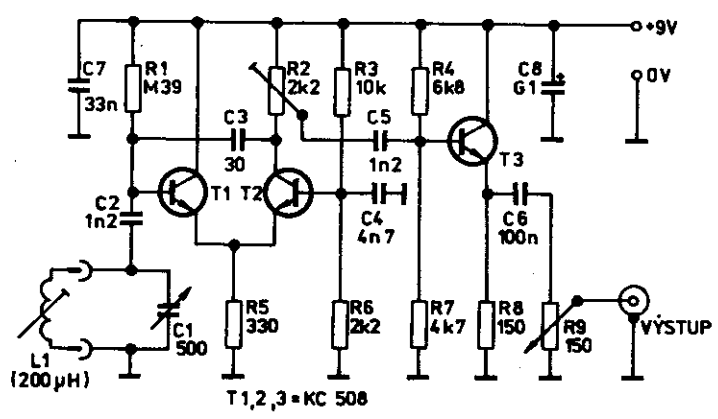 +9V
0V
C7
33n
R1
M39
R2
2k2
R3
10k
R4
6k8
C8
G1
+
C3
30
C5
1n2
T1
T2
T3
C2
1n2
C4
4n7
C6
100n
L1
(200µH)
C1
500
R5
330
R6
2k2
R7
4k7
R8
150
R9
150
VÝSTUP
T1,2,3=KC 508